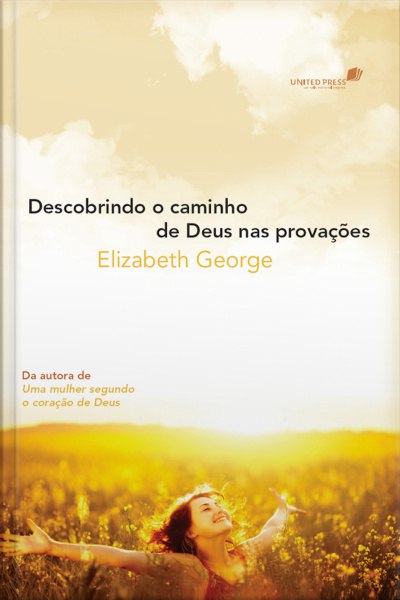 UNITED PRESS
Descobrindo o caminho
de Deus nas provações
Elizabeth George
Da autora de
Uma mulher segundo
o coração de Deus